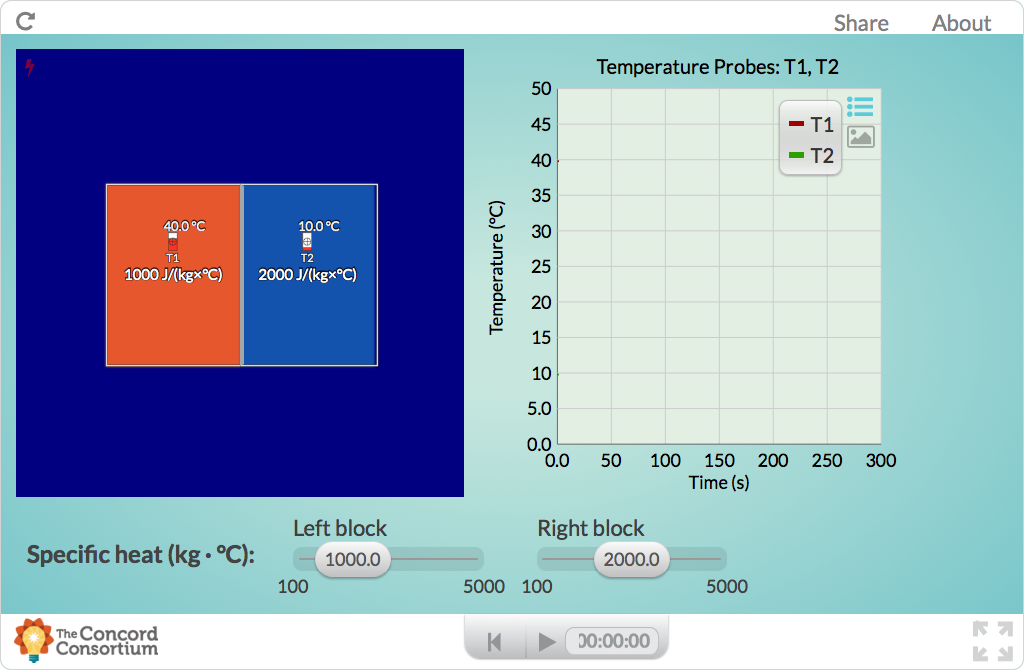 Share About
Temperature Probes: T1, T2
50
45
40
35
30
25
20
15
10
5.0
0.0
0.0 50 100 150 200 250 300
Time (s)
Temperature (°C)
T1
T2
40.0 °C
T1
1000 J/(kg×°C)
10.0 °C
T2
2000 J/(kg×°C)
Specific heat (kg · °C):
Left block
1000.0
100 5000
Right block
2000.0
100 5000
The Concord
Consortium
00:00:00